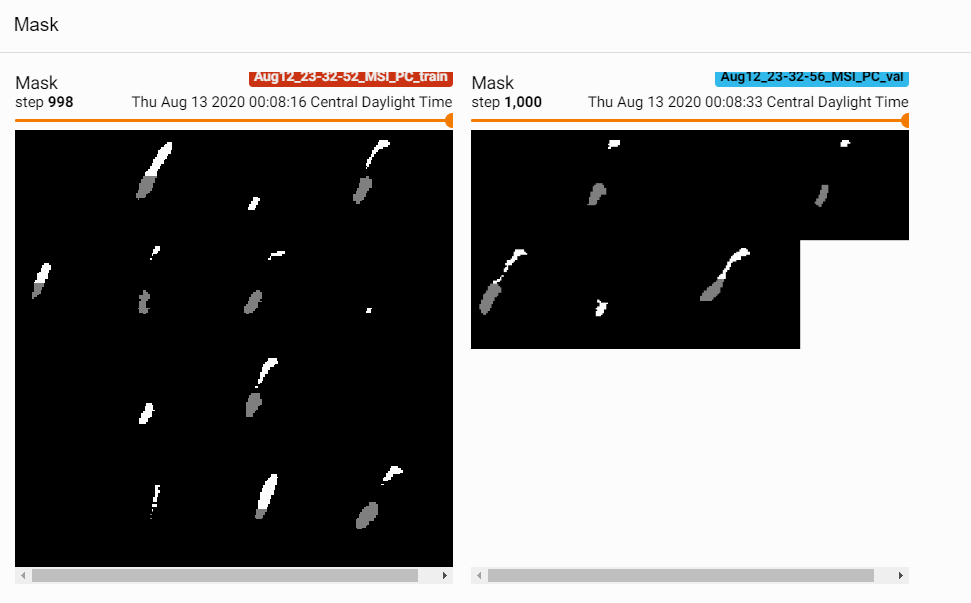 Mask
Mask
Aug12_23-32-52_MSI_PC_train
step 998
Thu Aug 13 2020 00:08:16 Central Daylight Time
Mask
Aug12_23-32-56_MSI_PC_val
step 1,000
Thu Aug 13 2020 00:08:33 Central Daylight Time